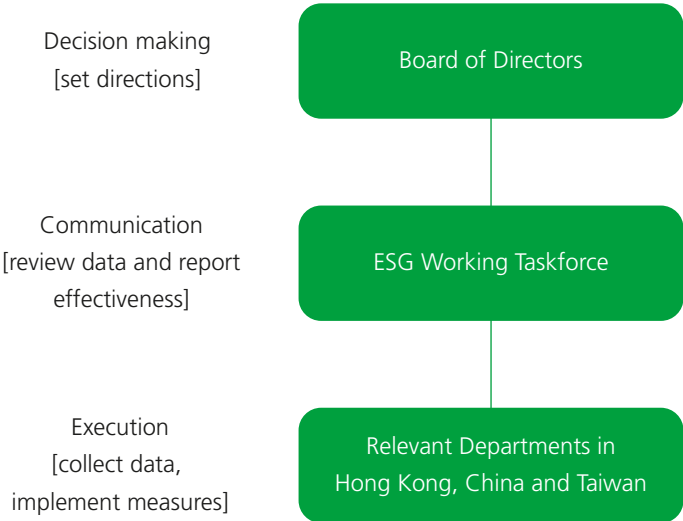 Decision making
[set directions]
Board of Directors
Communication
[review data and report
effectiveness]
ESG Working Taskforce
Execution
[collect data,
implement measures]
Relevant Departments in
Hong Kong, China and Taiwan